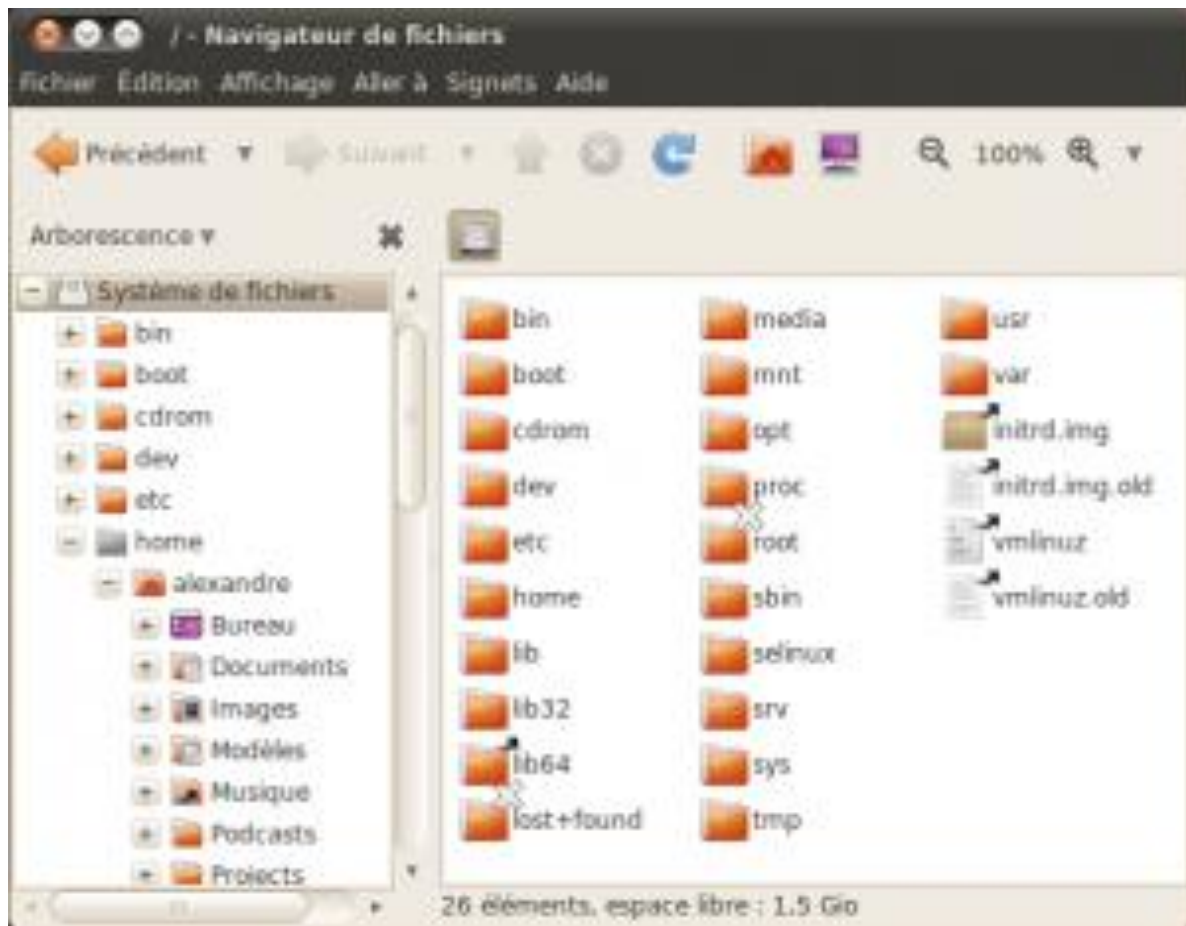 / - Navigateur de fichiers
Fichier Édition Affichage Aller à Signets Aide
Précédent Suivant 100%
Arborescence
Système de fichiers
bin
boot
cdrom
dev
etc
home
alexandre
Bureau
Documents
Images
Modèles
Musique
Podcasts
Projects
bin
boot
cdrom
dev
etc
home
lib
lib32
lib64
lost+found
media
mnt
opt
proc
root
sbin
selinux
srv
sys
tmp
usr
var
initrd.img
initrd.img.old
vmlinuz
vmlinuz.old
26 éléments, espace libre : 1,5 Gio